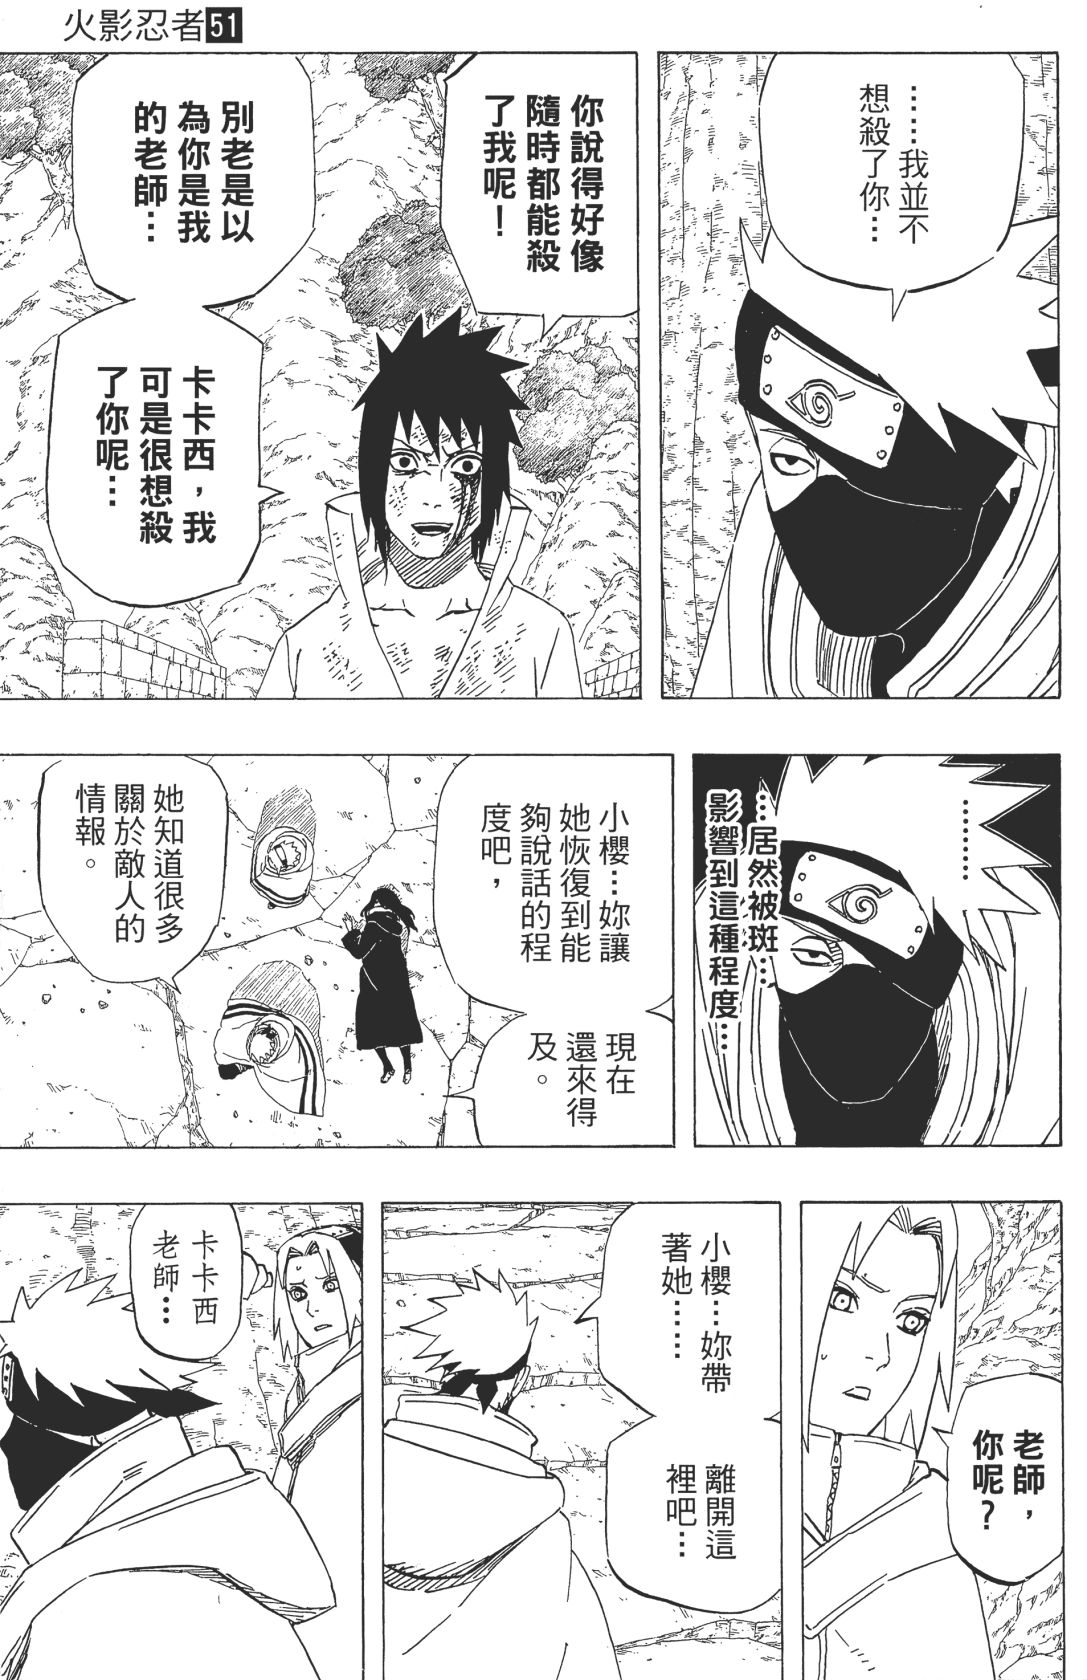 火影忍者51
……我並不
想殺了你…
你說得好像
隨時都能殺
了我呢！
別老是以
為你是我
的老師…
卡卡西，我
可是很想殺
了你呢…
………
…居然被斑…
影響到這種程度…
小櫻…妳讓
她恢復到能
夠說話的程
度吧，
現在
還來得
及。
她知道很多
關於敵人的
情報。
老師，
你呢？
小櫻…妳帶
著她……
離開這
裡吧…
卡卡西
老師…